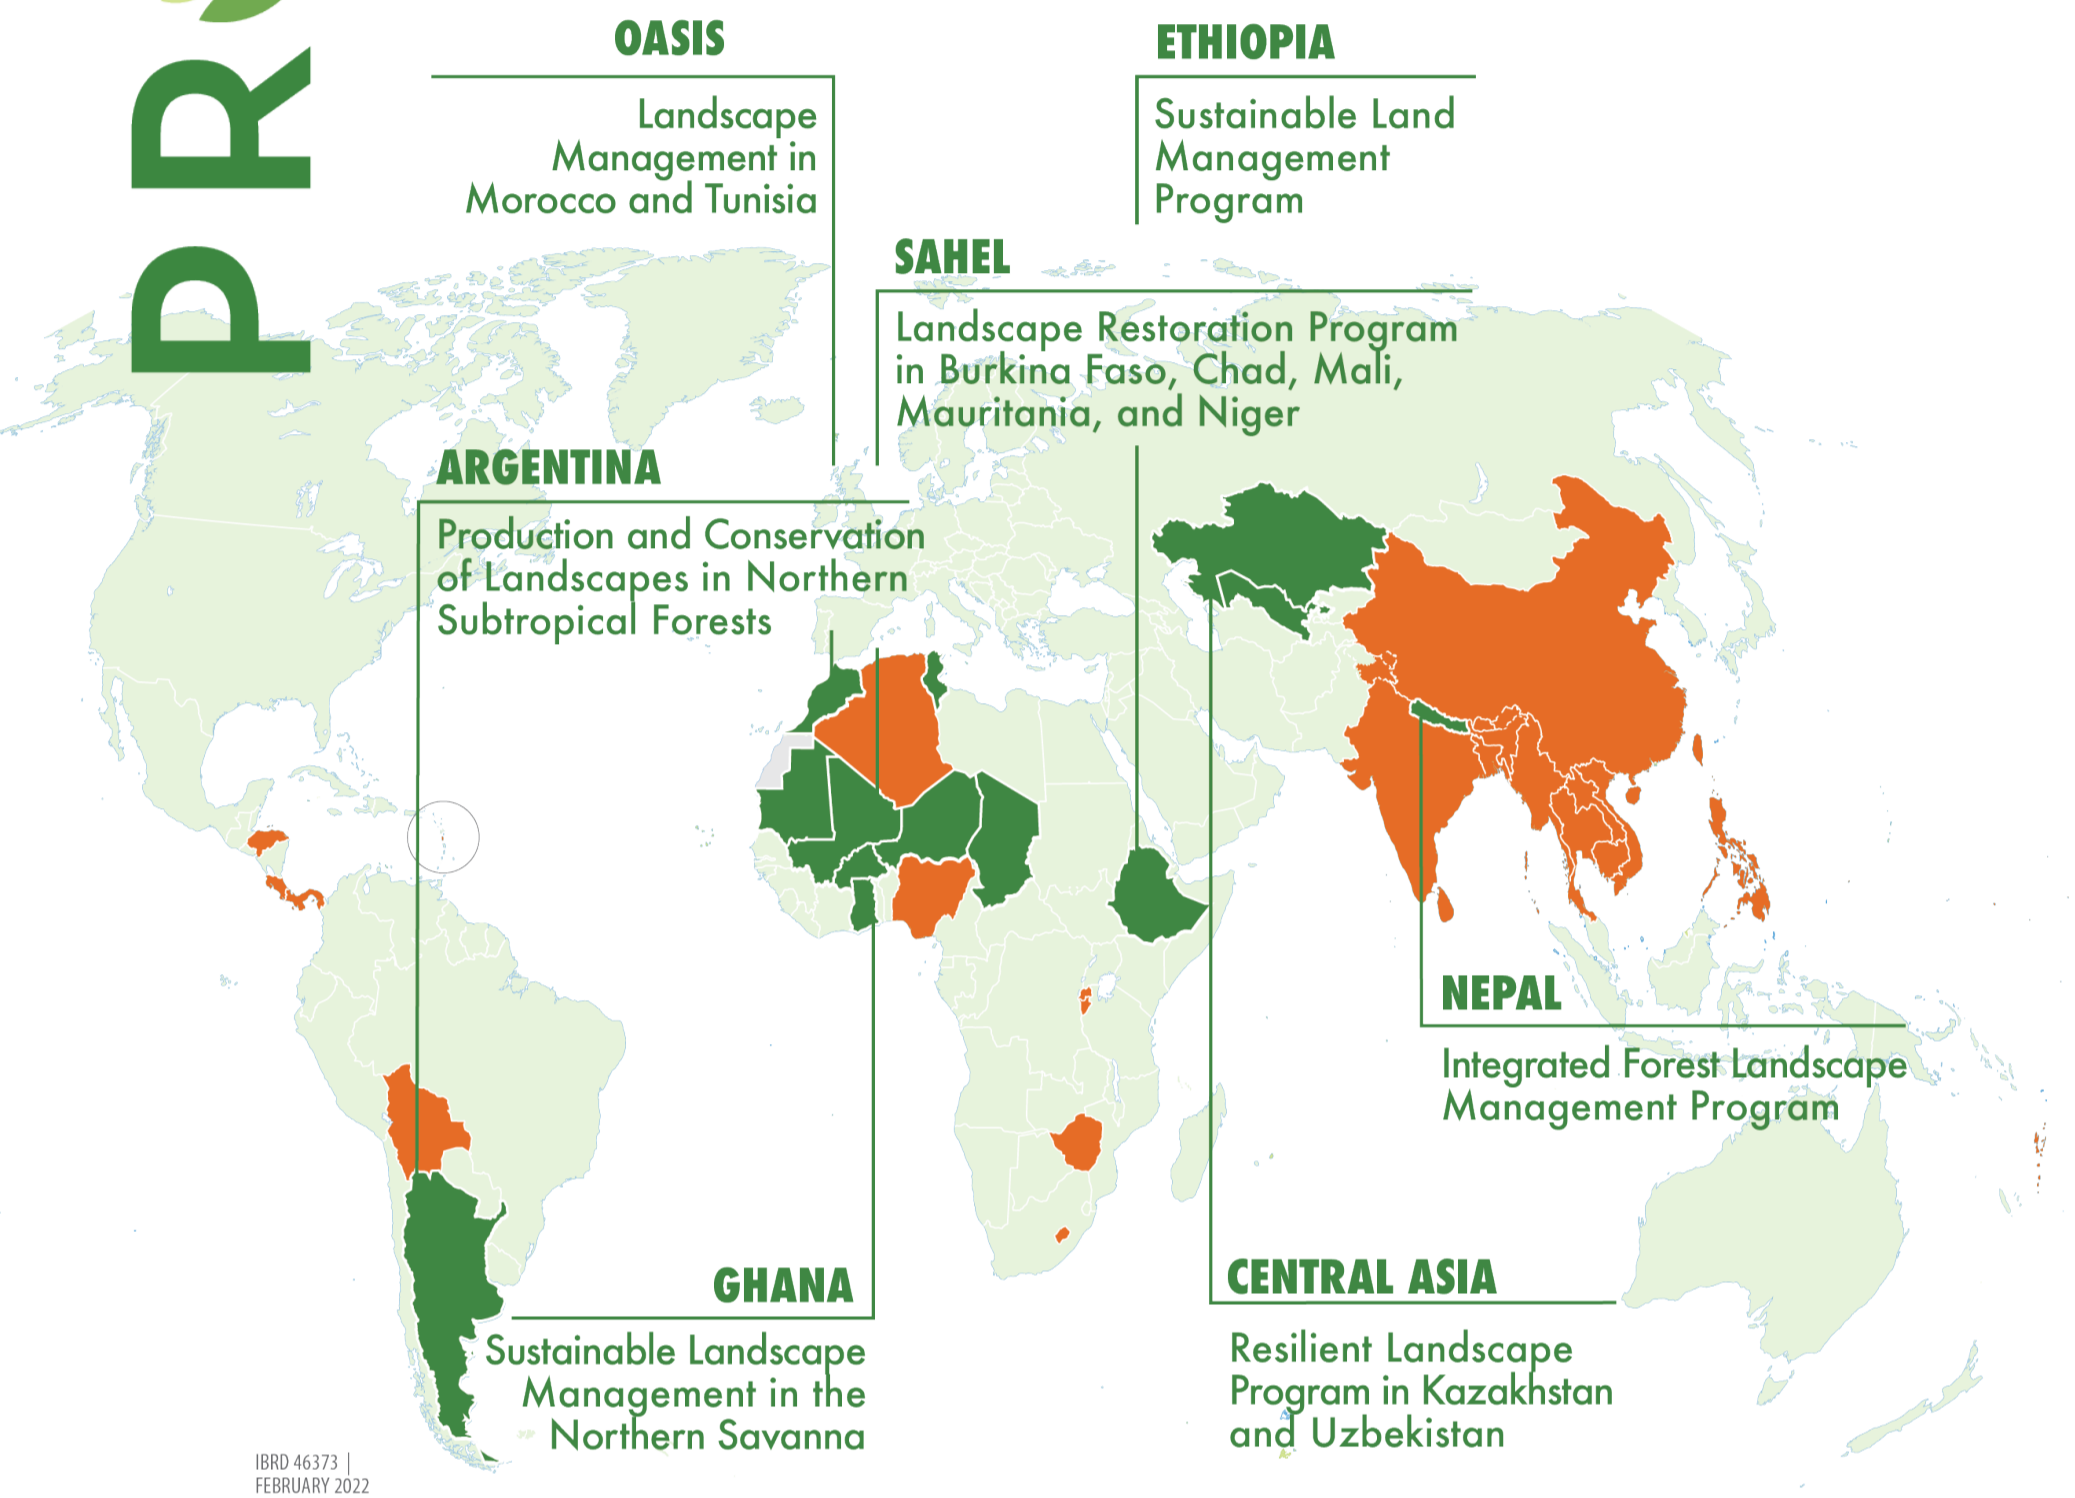 PR
OASIS
Landscape
Management in
Morocco and Tunisia
ETHIOPIA
Sustainable Land
Management
Program
SAHEL
Landscape Restoration Program
in Burkina Faso, Chad, Mali,
Mauritania, and Niger
ARGENTINA
Production and Conservation
of Landscapes in Northern
Subtropical Forests
NEPAL
Integrated Forest Landscape
Management Program
GHANA
Sustainable Landscape
Management in the
Northern Savanna
CENTRAL ASIA
Resilient Landscape
Program in Kazakhstan
and Uzbekistan
IBRD 46373 |
FEBRUARY 2022